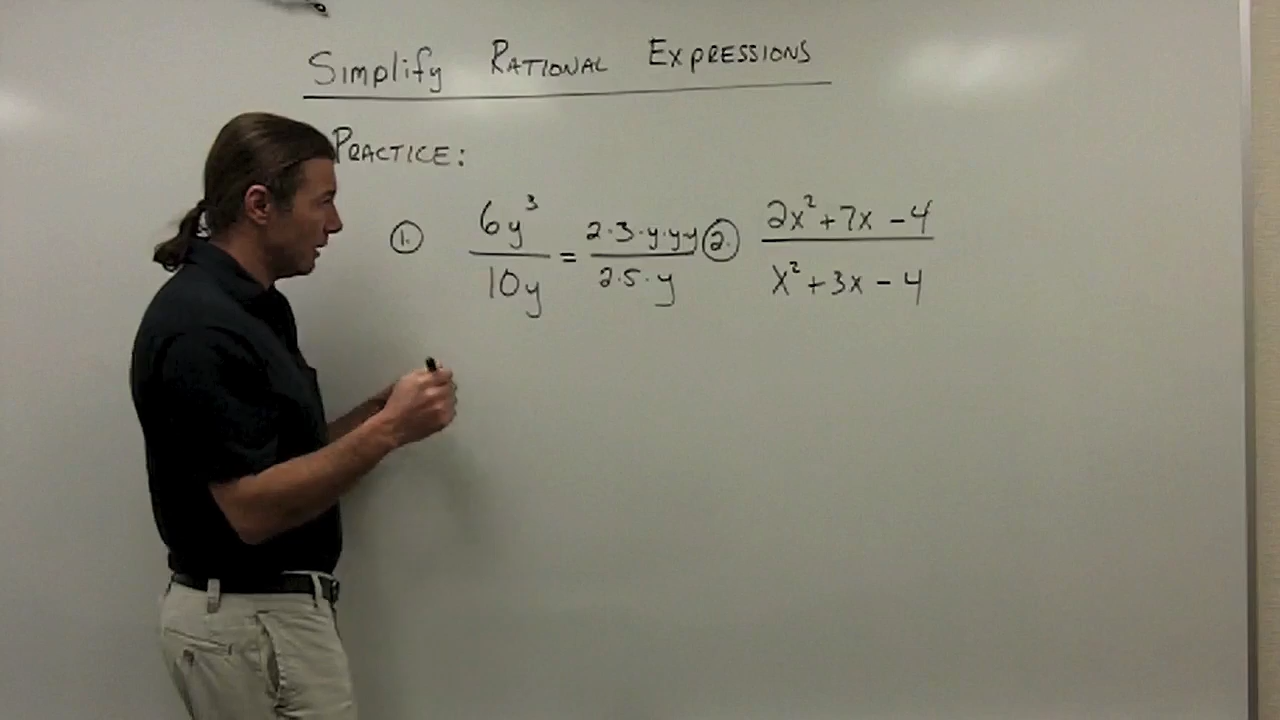 Simplify RATIONAL EXPRESSIONS
PRACTICE:
1. 6y³/10y = 2·3·y·y·y/2·5·y
2. 2x²+7x-4/x²+3x-4